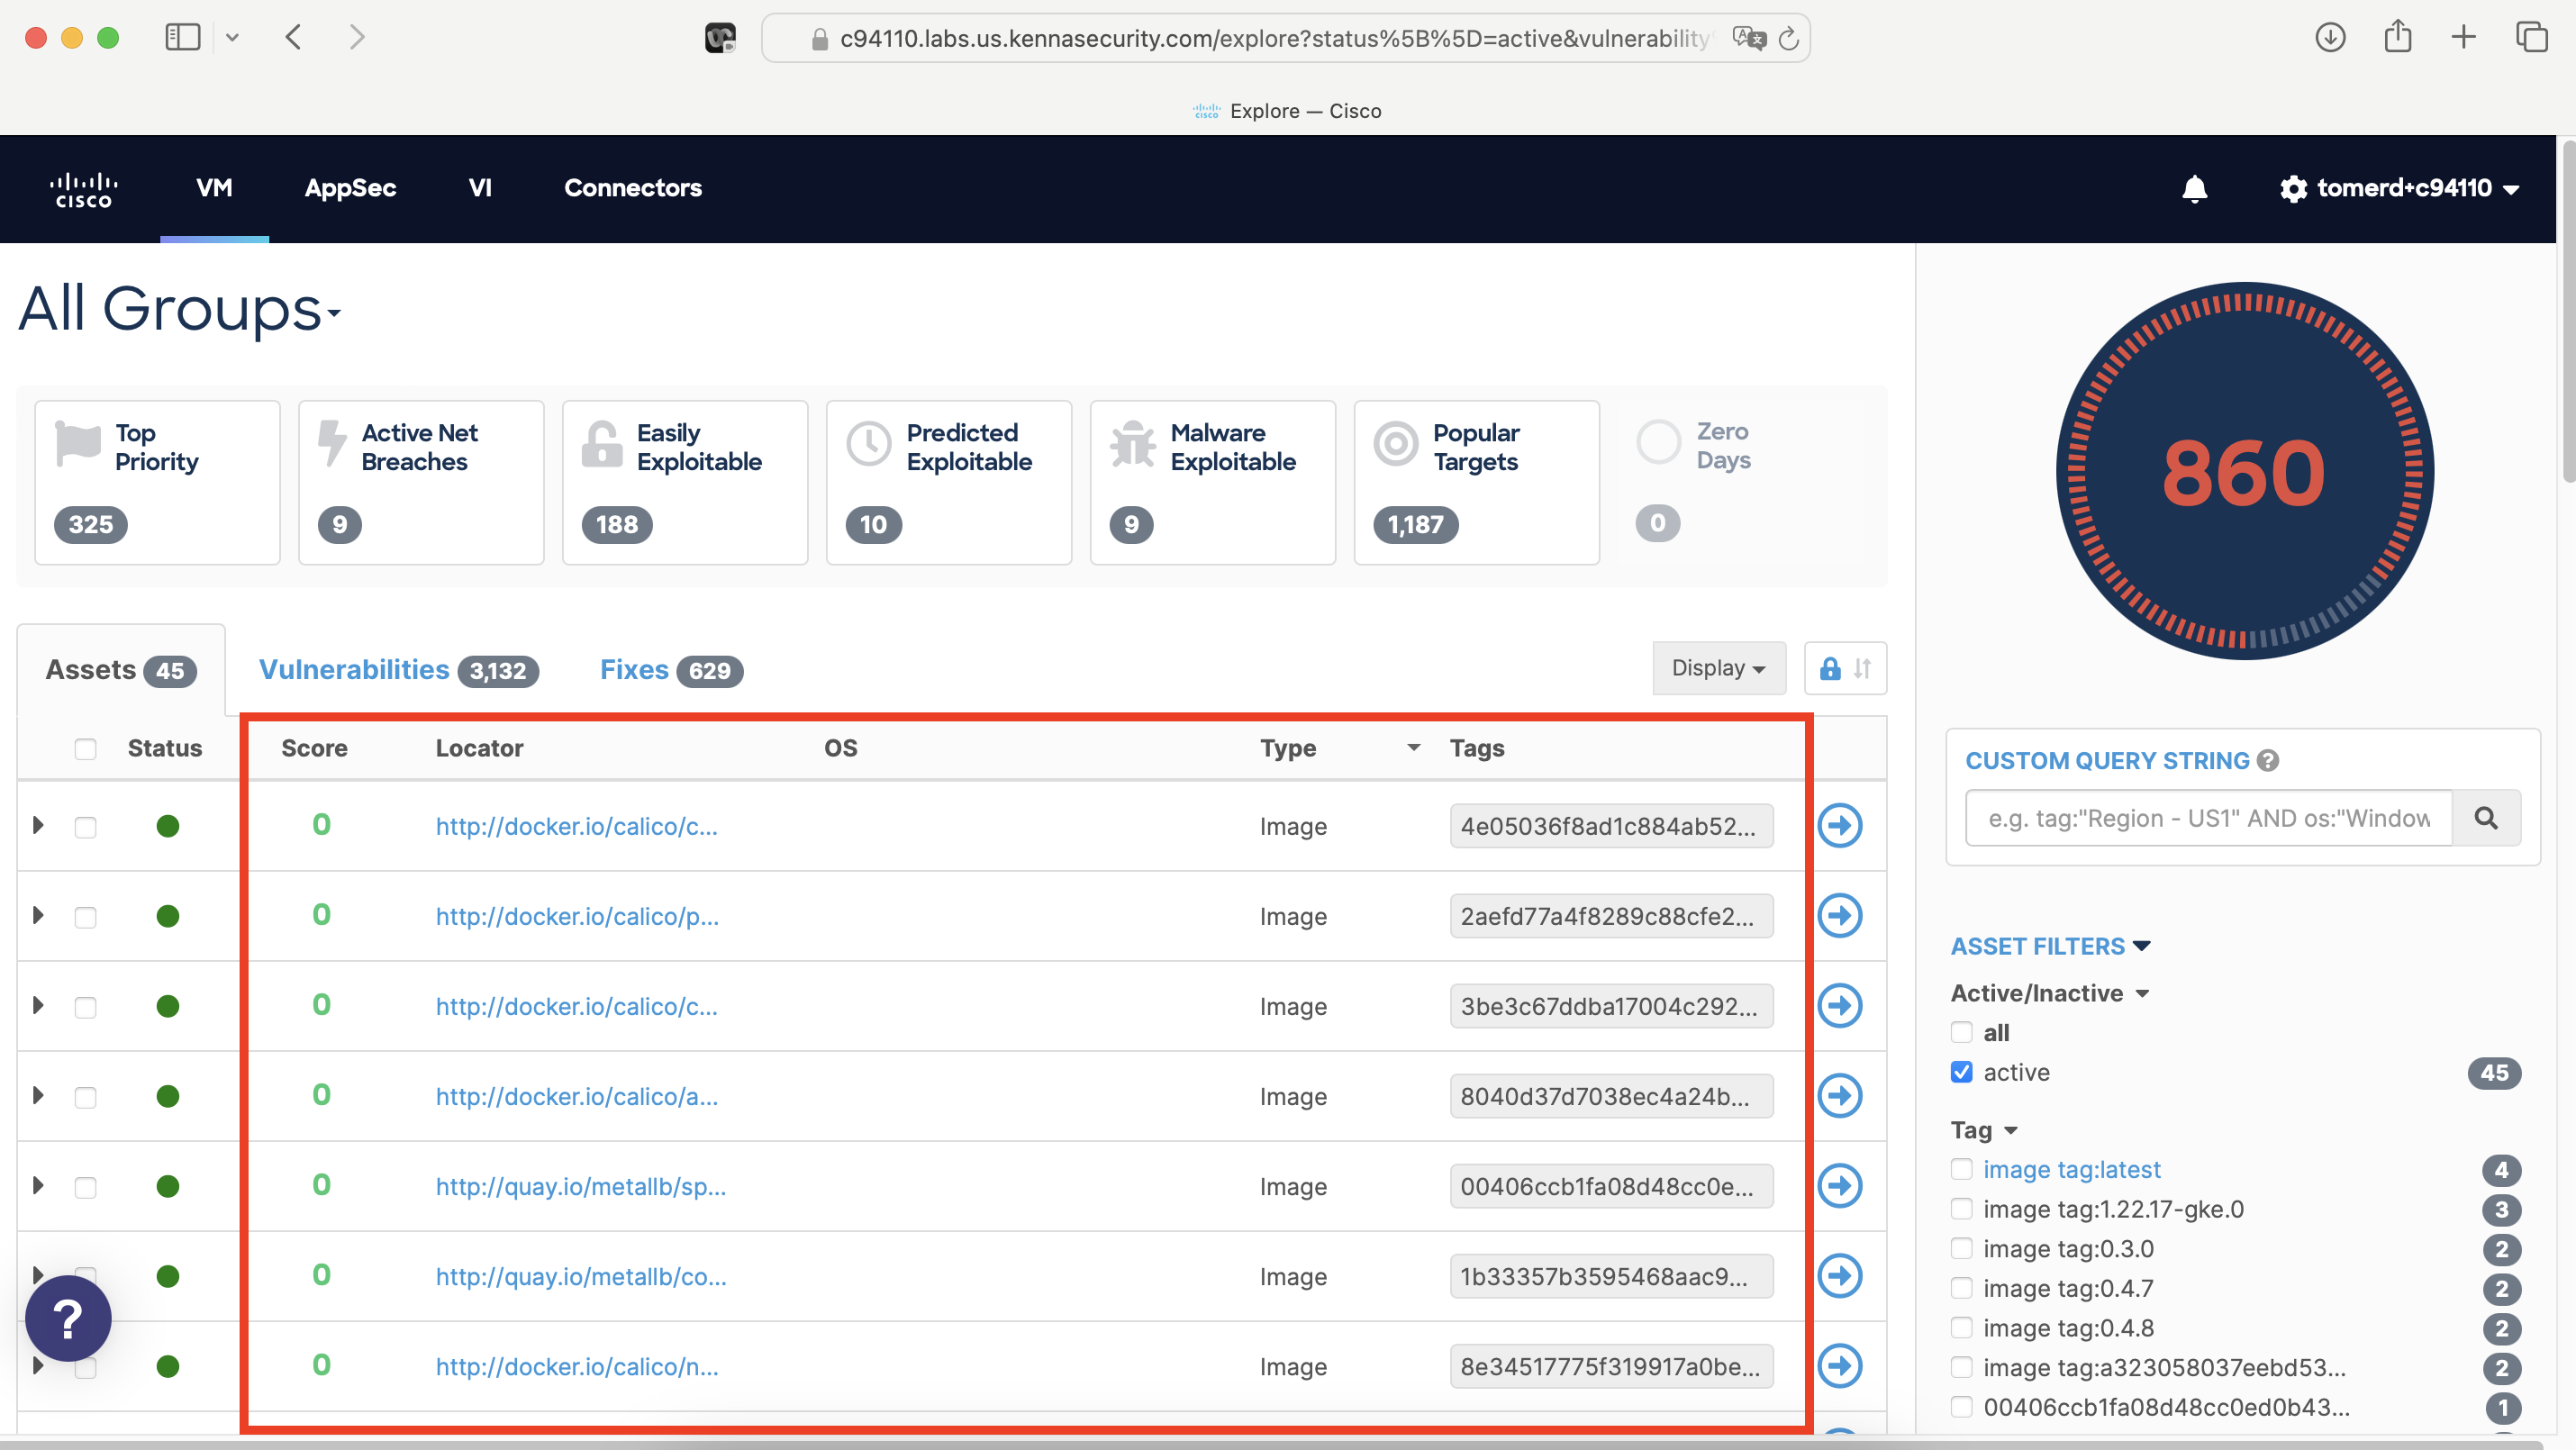 c94110.labs.us.kennasecurity.com/explore?status%5B%5D=active&vulnerability
Explore — Cisco
CISCO
VM
AppSec
VI
Connectors
tomerd+c94110
All Groups
Top
Priority
325
Active Net
Breaches
9
Easily
Exploitable
188
Predicted
Exploitable
10
Malware
Exploitable
9
Popular
Targets
1,187
Zero
Days
0
860
Assets 45
Vulnerabilities 3,132
Fixes 629
Display
Status Score Locator OS Type Tags
0 http://docker.io/calico/c... Image 4e05036f8ad1c884ab52...
0 http://docker.io/calico/p... Image 2aefd77a4f8289c88cfe2...
0 http://docker.io/calico/c... Image 3be3c67ddba17004c292...
0 http://docker.io/calico/a... Image 8040d37d7038ec4a24b...
0 http://quay.io/metallb/sp... Image 00406ccb1fa08d48cc0e...
0 http://quay.io/metallb/co... Image 1b33357b3595468aac9...
0 http://docker.io/calico/n... Image 8e34517775f319917a0be...
?
CUSTOM QUERY STRING ?
e.g. tag:"Region - US1" AND os:"Window
ASSET FILTERS
Active/Inactive
all
active 45
Tag
image tag:latest 4
image tag:1.22.17-gke.0 3
image tag:0.3.0 2
image tag:0.4.7 2
image tag:0.4.8 2
image tag:a323058037eebd53... 2
00406ccb1fa08d48cc0ed0b43... 1